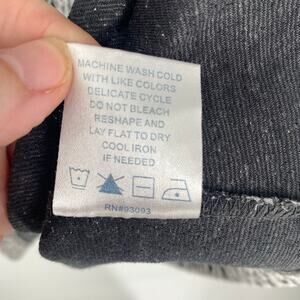 MACHINE WASH COLD
WITH LIKE COLORS
DELICATE CYCLE
DO NOT BLEACH
RESHAPE AND
LAY FLAT TO DRY
COOL IRON
IF NEEDED
RN#93093